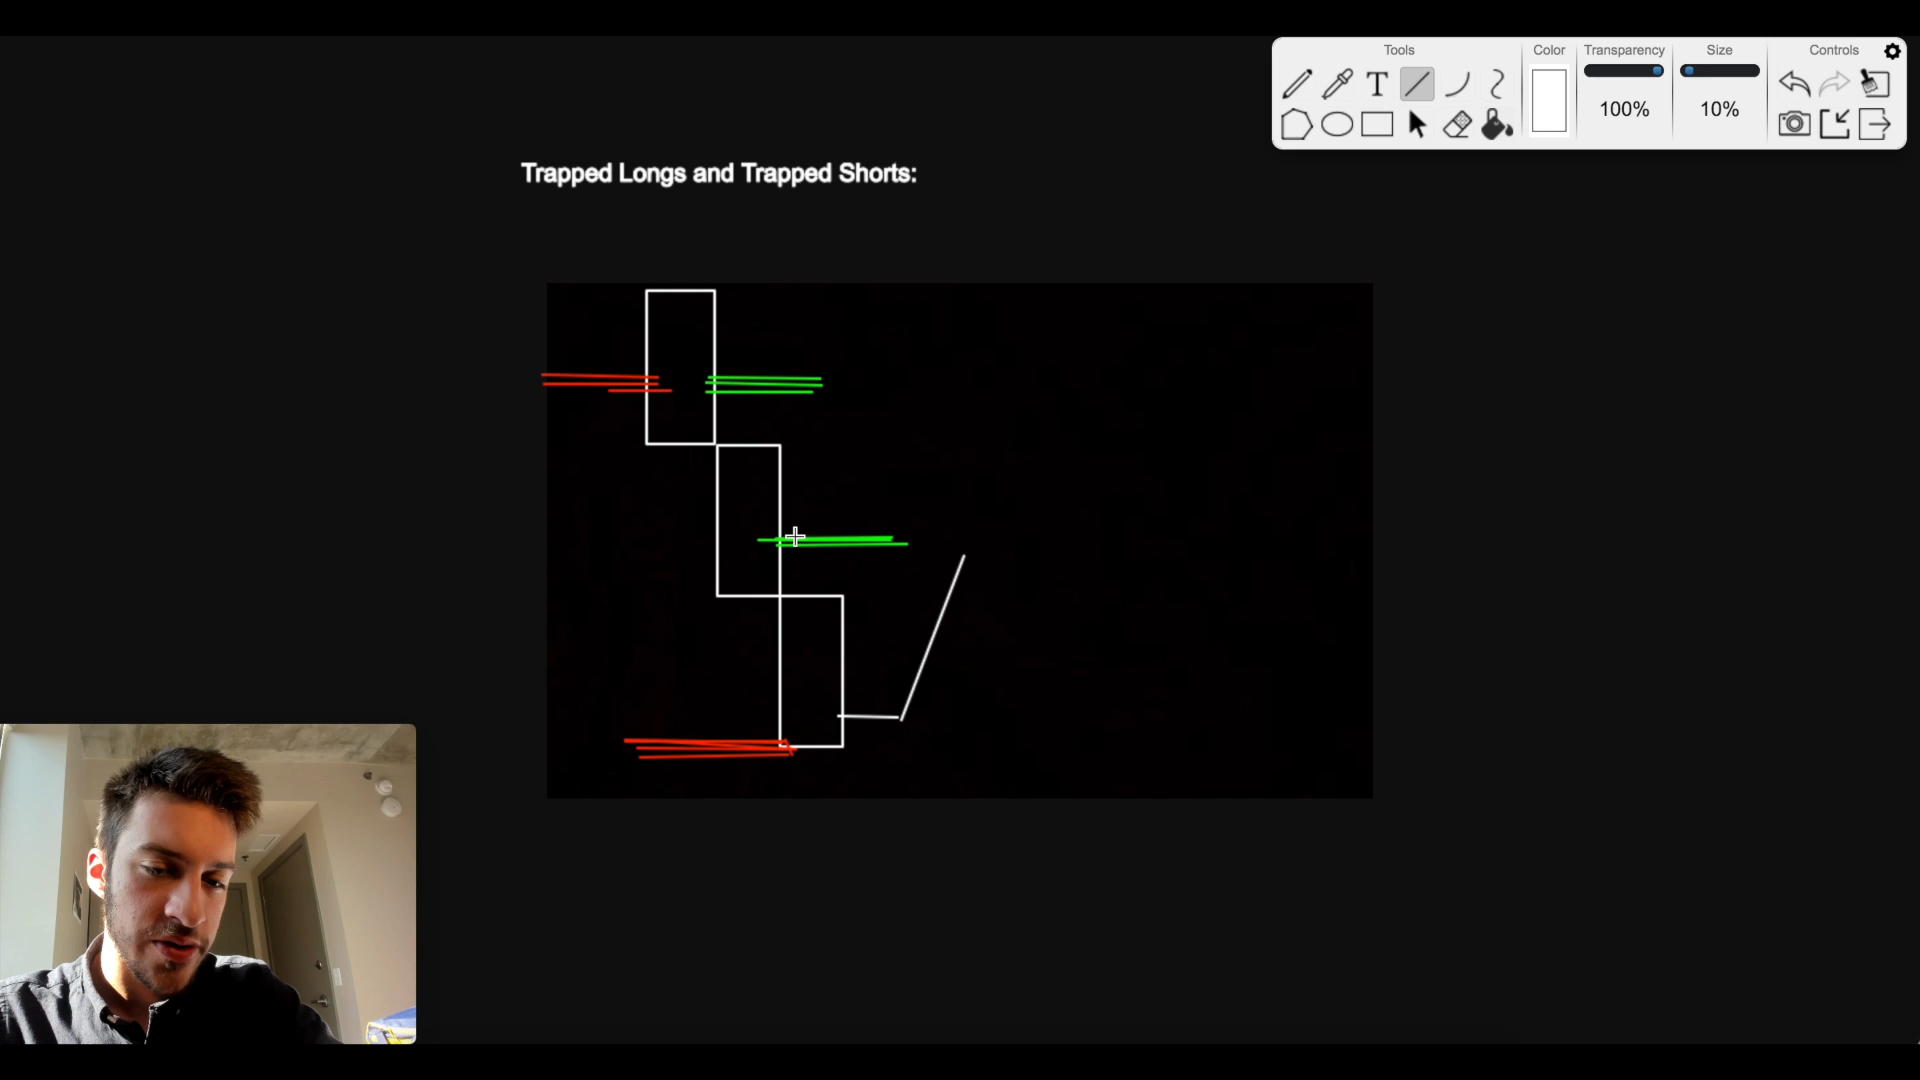 Tools
Color
Transparency
Size
Controls
T
100%
10%
Trapped Longs and Trapped Shorts: